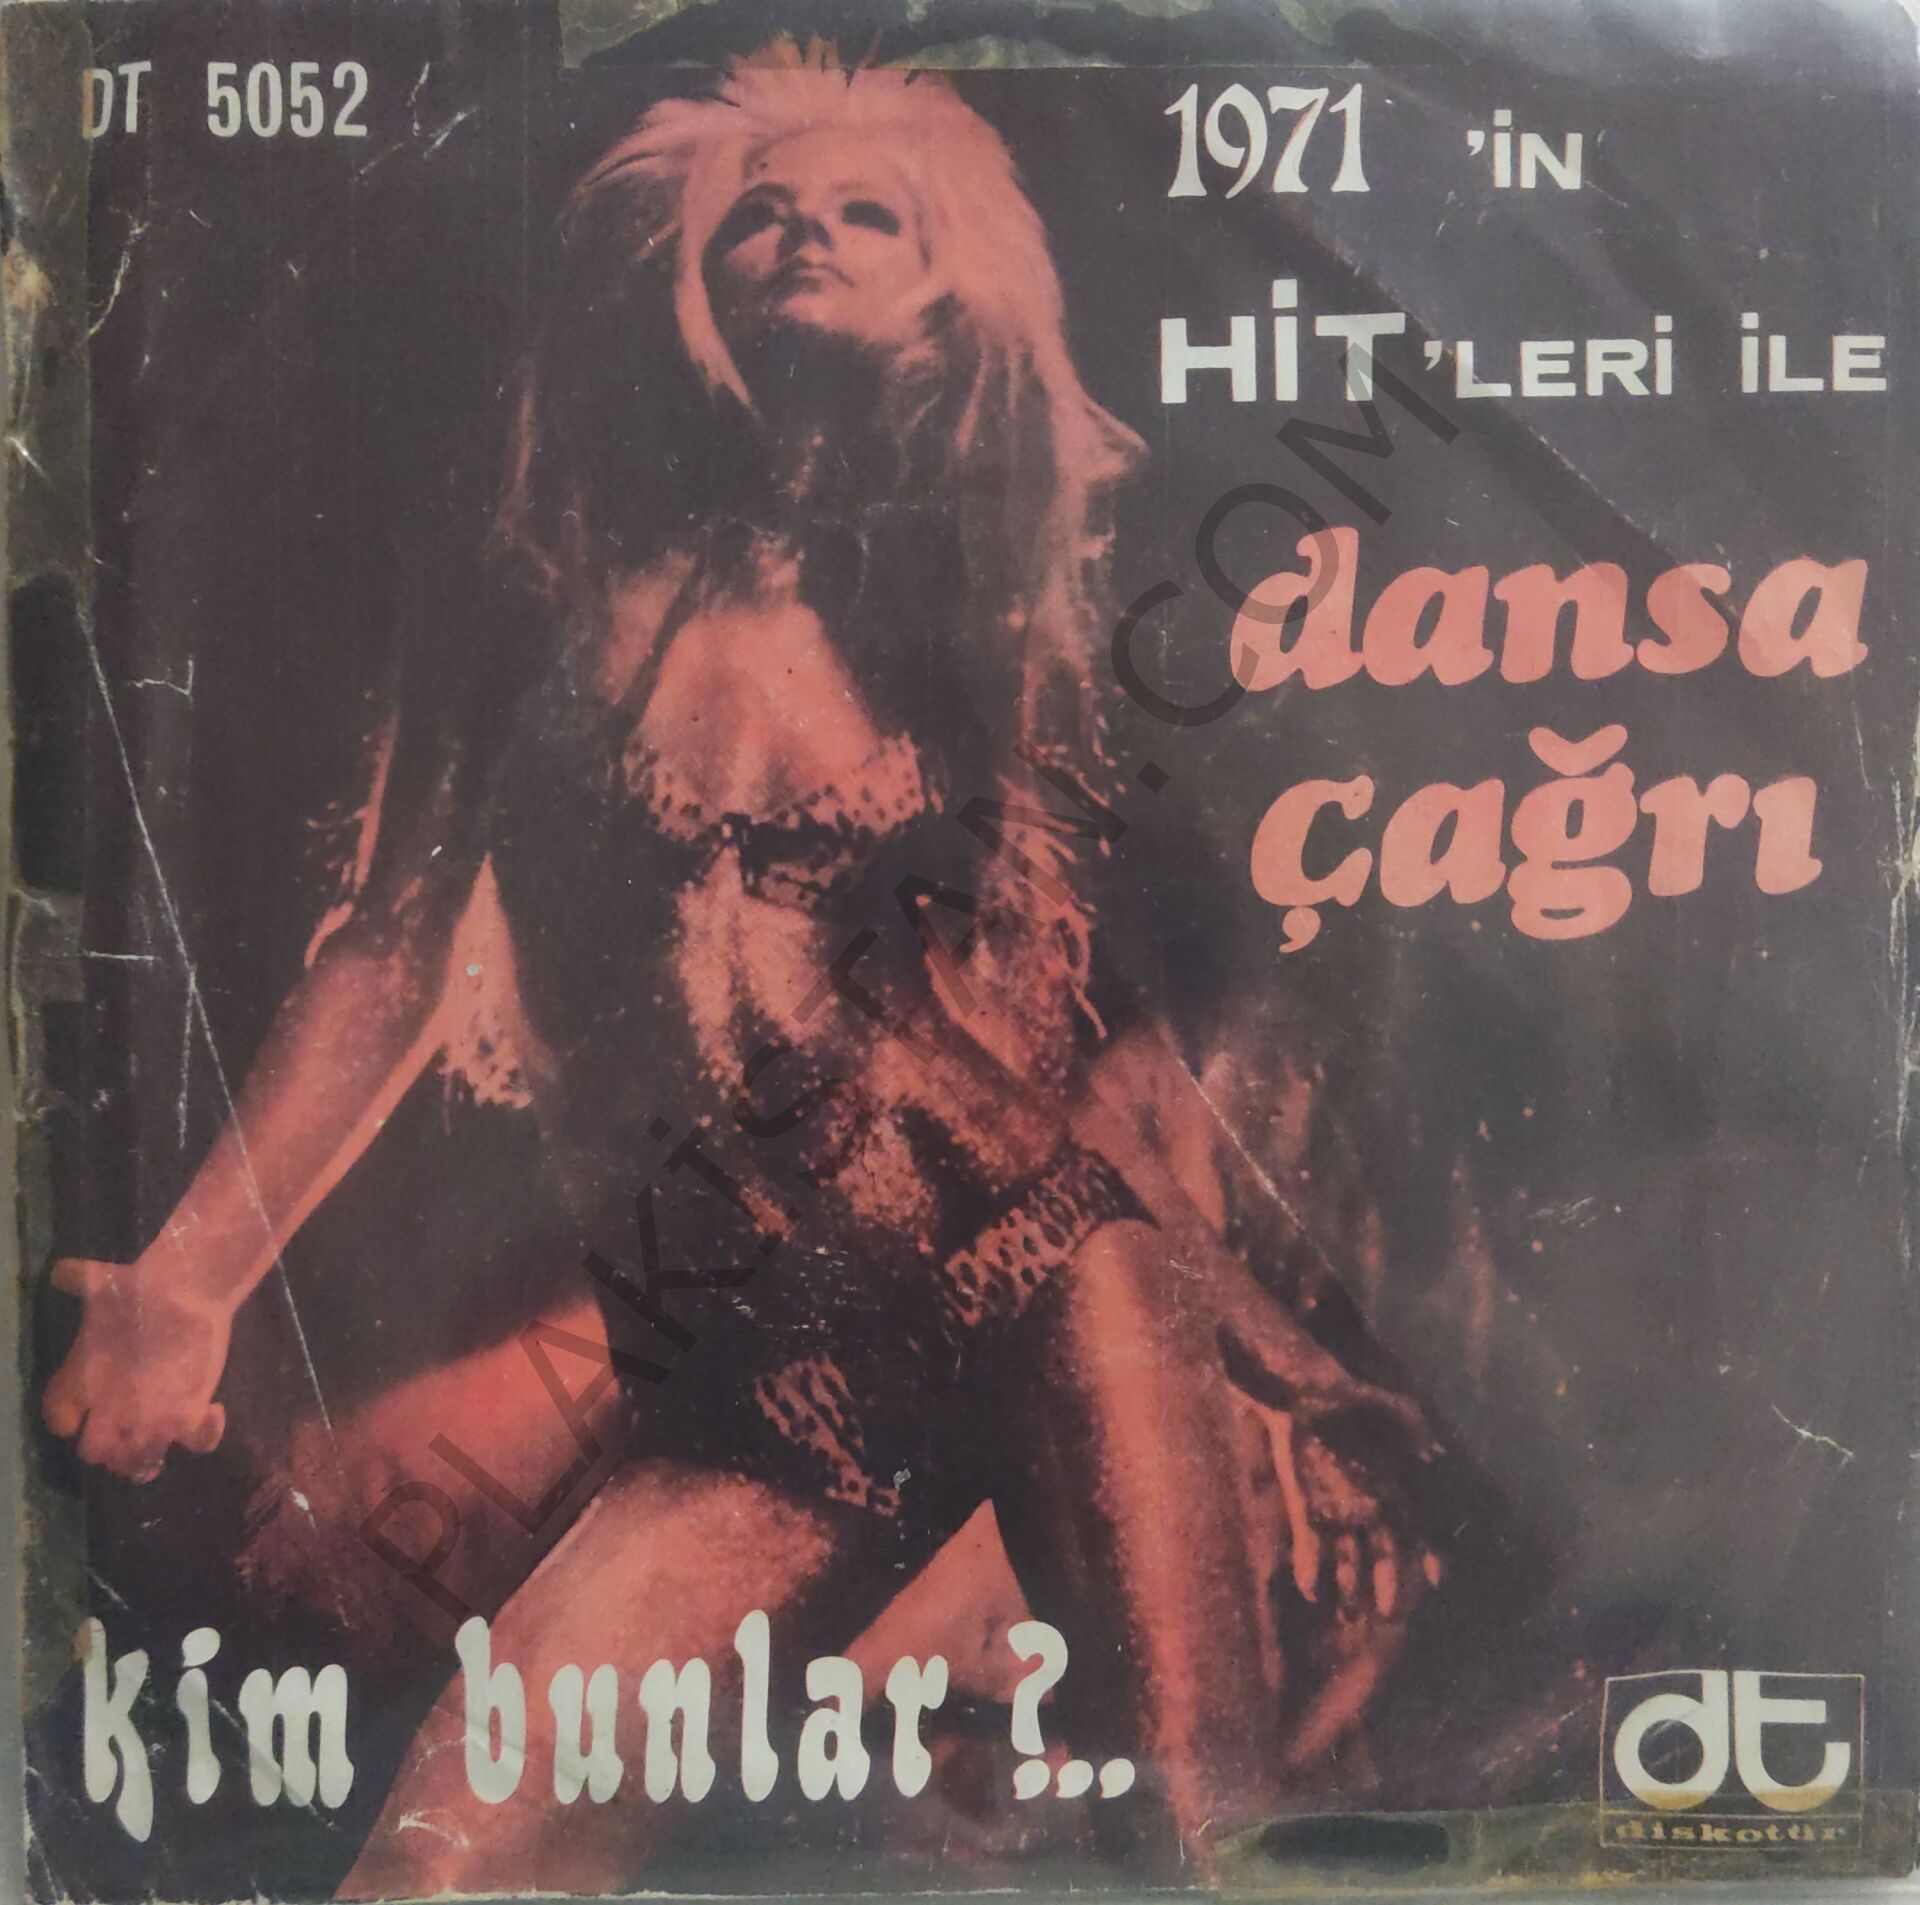 DT 5052
1971 'İN
HİT'LERİ İLE
dansa
çağrı
PLAKİSTAN.COM
kim bunlar?...
dt
diskotür